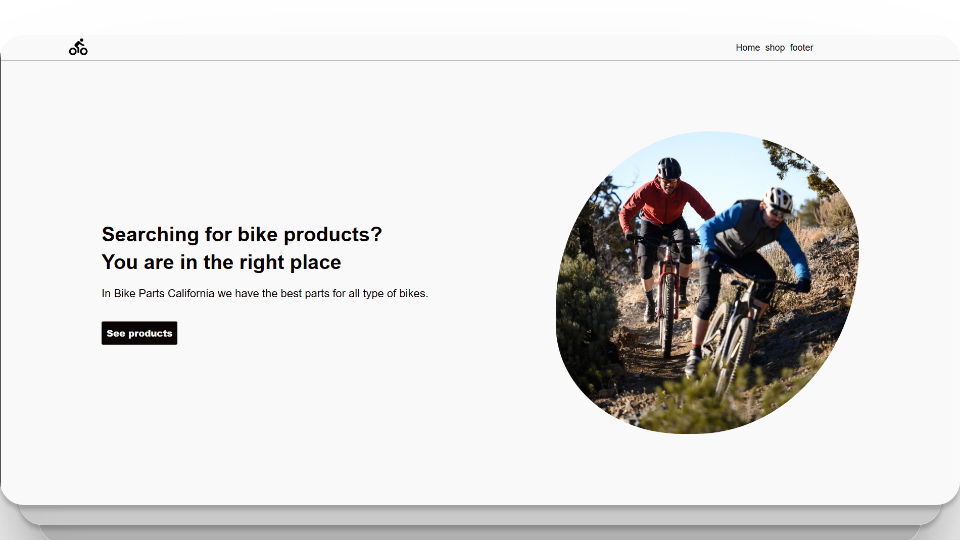 Home shop footer
Searching for bike products?
You are in the right place
In Bike Parts California we have the best parts for all type of bikes.
See products